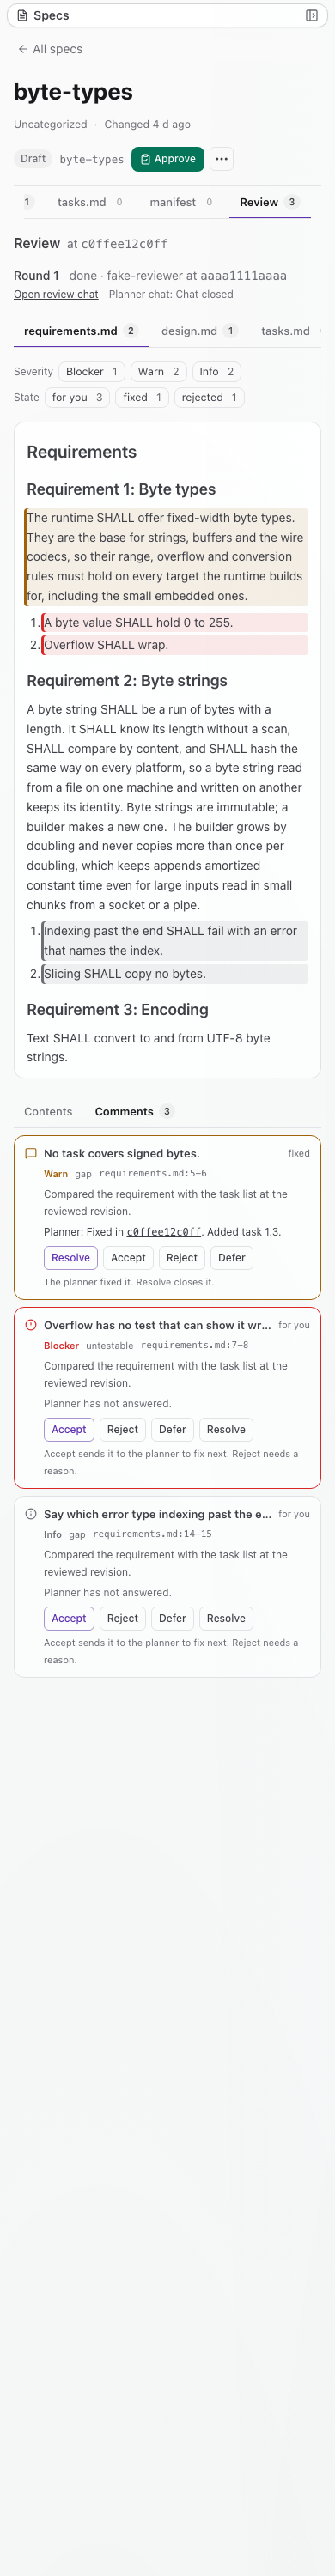 Specs
All specs
byte-types
Uncategorized · Changed 4 d ago
Draft byte-types Approve
1 tasks.md 0 manifest 0 Review 3
Review at c0ffee12c0ff
Round 1 done · fake-reviewer at aaaa1111aaaa
Open review chat Planner chat: Chat closed
requirements.md 2 design.md 1 tasks.md
Severity Blocker 1 Warn 2 Info 2
State for you 3 fixed 1 rejected 1
Requirements
Requirement 1: Byte types
The runtime SHALL offer fixed-width byte types.
They are the base for strings, buffers and the wire
codecs, so their range, overflow and conversion
rules must hold on every target the runtime builds
for, including the small embedded ones.
1. A byte value SHALL hold 0 to 255.
2. Overflow SHALL wrap.
Requirement 2: Byte strings
A byte string SHALL be a run of bytes with a
length. It SHALL know its length without a scan,
SHALL compare by content, and SHALL hash the
same way on every platform, so a byte string read
from a file on one machine and written on another
keeps its identity. Byte strings are immutable; a
builder makes a new one. The builder grows by
doubling and never copies more than once per
doubling, which keeps appends amortized
constant time even for large inputs read in small
chunks from a socket or a pipe.
1. Indexing past the end SHALL fail with an error
that names the index.
2. Slicing SHALL copy no bytes.
Requirement 3: Encoding
Text SHALL convert to and from UTF-8 byte
strings.
Contents Comments 3
No task covers signed bytes. fixed
Warn gap requirements.md:5-6
Compared the requirement with the task list at the
reviewed revision.
Planner: Fixed in c0ffee12c0ff. Added task 1.3.
Resolve Accept Reject Defer
The planner fixed it. Resolve closes it.
Overflow has no test that can show it wr... for you
Blocker untestable requirements.md:7-8
Compared the requirement with the task list at the
reviewed revision.
Planner has not answered.
Accept Reject Defer Resolve
Accept sends it to the planner to fix next. Reject needs a
reason.
Say which error type indexing past the e... for you
Info gap requirements.md:14-15
Compared the requirement with the task list at the
reviewed revision.
Planner has not answered.
Accept Reject Defer Resolve
Accept sends it to the planner to fix next. Reject needs a
reason.